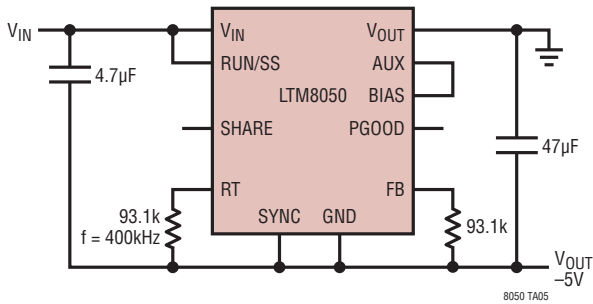 VIN
VIN
VOUT
RUN/SS
AUX
4.7µF
LTM8050
BIAS
SHARE
PGOOD
47µF
RT
FB
93.1k
f = 400kHz
SYNC
GND
93.1k
VOUT
–5V
8050 TA05